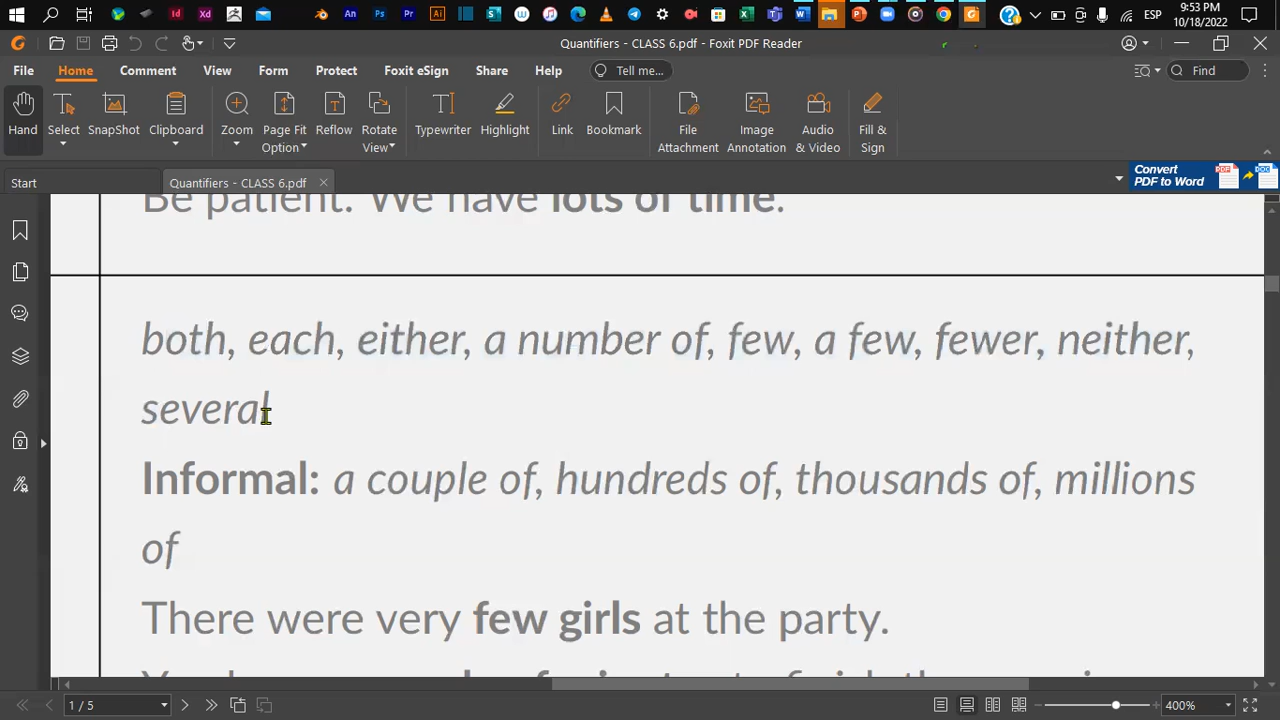 9:53 PM
ESP
10/18/2022
Quantifiers - CLASS 6.pdf - Foxit PDF Reader
File Home Comment View Form Protect Foxit eSign Share Help Tell me... Find
Hand Select SnapShot Clipboard Zoom Page Fit Option Reflow Rotate View Typewriter Highlight Link Bookmark File Attachment Image Annotation Audio & Video Fill & Sign
Start Quantifiers - CLASS 6.pdf
Convert PDF to Word
Be patient. We have lots of time.
both, each, either, a number of, few, a few, fewer, neither,
several
Informal: a couple of, hundreds of, thousands of, millions
of
There were very few girls at the party.
1 / 5 400%